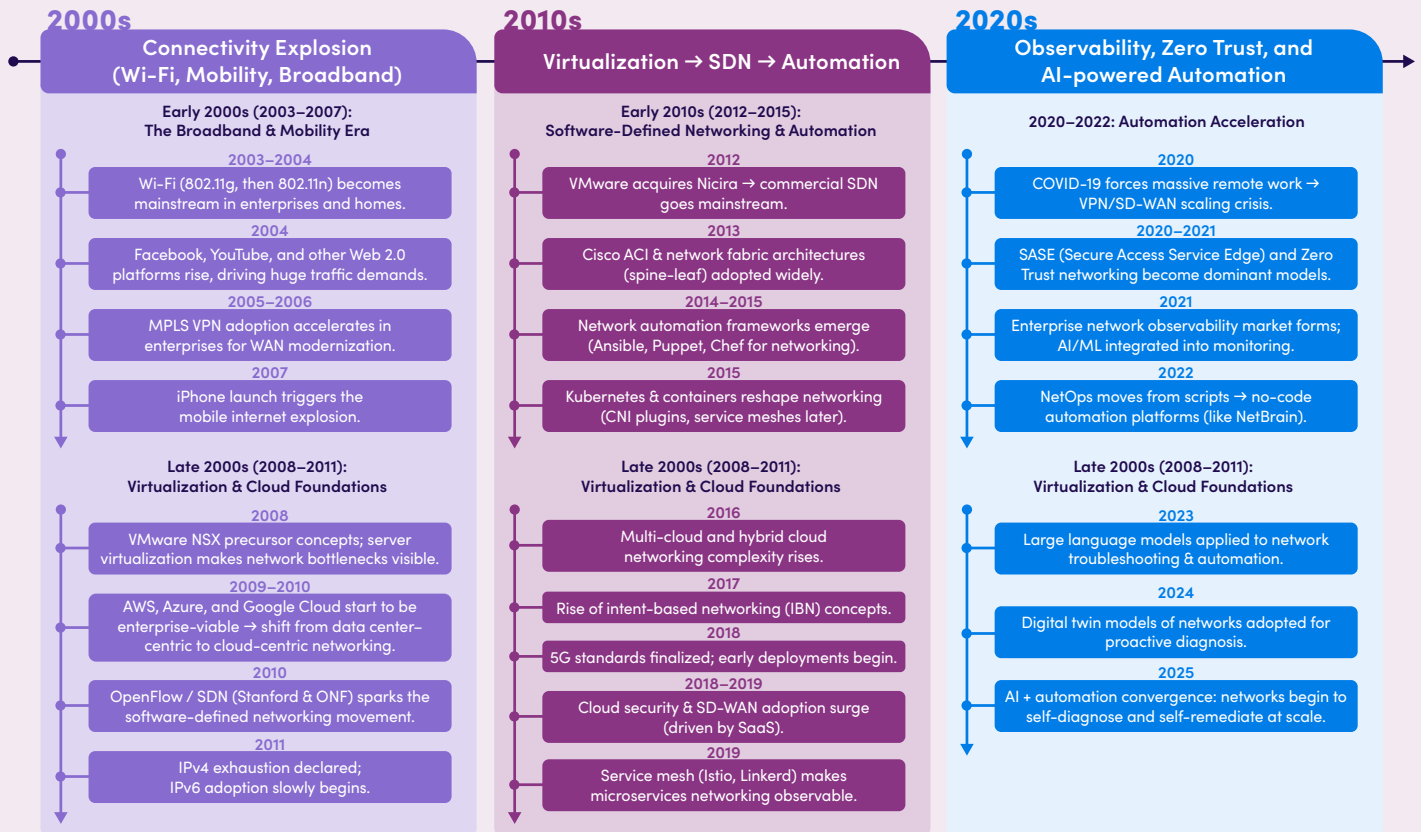 2000s
Connectivity Explosion
(Wi-Fi, Mobility, Broadband)
Early 2000s (2003–2007):
The Broadband & Mobility Era
2003–2004
Wi-Fi (802.11g, then 802.11n) becomes
mainstream in enterprises and homes.
2004
Facebook, YouTube, and other Web 2.0
platforms rise, driving huge traffic demands.
2005–2006
MPLS VPN adoption accelerates in
enterprises for WAN modernization.
2007
iPhone launch triggers the
mobile internet explosion.
Late 2000s (2008–2011):
Virtualization & Cloud Foundations
2008
VMware NSX precursor concepts; server
virtualization makes network bottlenecks visible.
2009–2010
AWS, Azure, and Google Cloud start to be
enterprise-viable → shift from data center–
centric to cloud-centric networking.
2010
OpenFlow / SDN (Stanford & ONF) sparks the
software-defined networking movement.
2011
IPv4 exhaustion declared;
IPv6 adoption slowly begins.
2010s
Virtualization → SDN → Automation
Early 2010s (2012–2015):
Software-Defined Networking & Automation
2012
VMware acquires Nicira → commercial SDN
goes mainstream.
2013
Cisco ACI & network fabric architectures
(spine-leaf) adopted widely.
2014–2015
Network automation frameworks emerge
(Ansible, Puppet, Chef for networking).
2015
Kubernetes & containers reshape networking
(CNI plugins, service meshes later).
Late 2000s (2008–2011):
Virtualization & Cloud Foundations
2016
Multi-cloud and hybrid cloud
networking complexity rises.
2017
Rise of intent-based networking (IBN) concepts.
2018
5G standards finalized; early deployments begin.
2018–2019
Cloud security & SD-WAN adoption surge
(driven by SaaS).
2019
Service mesh (Istio, Linkerd) makes
microservices networking observable.
2020s
Observability, Zero Trust, and
AI-powered Automation
2020–2022: Automation Acceleration
2020
COVID-19 forces massive remote work →
VPN/SD-WAN scaling crisis.
2020–2021
SASE (Secure Access Service Edge) and Zero
Trust networking become dominant models.
2021
Enterprise network observability market forms;
AI/ML integrated into monitoring.
2022
NetOps moves from scripts → no-code
automation platforms (like NetBrain).
Late 2000s (2008–2011):
Virtualization & Cloud Foundations
2023
Large language models applied to network
troubleshooting & automation.
2024
Digital twin models of networks adopted for
proactive diagnosis.
2025
AI + automation convergence: networks begin to
self-diagnose and self-remediate at scale.